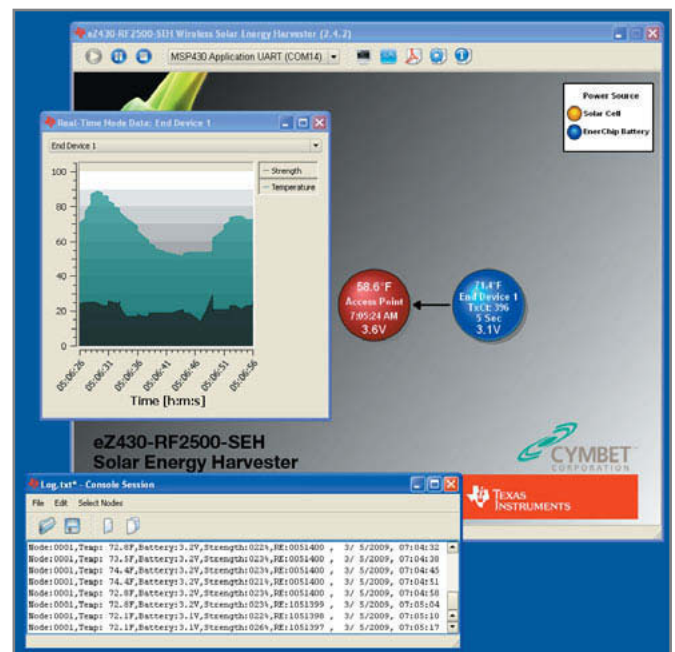 eZ430-RF2500-SEH Wireless Solar Energy Harvester (2.4.2)
MSP430 Application UART (COM14)
Power Source
Solar Cell
EnerChip Battery
Real-Time Node Data: End Device 1
End Device 1
Strength
Temperature
100
80
60
40
20
0
05:06:26
05:06:31
05:06:36
05:06:41
05:06:46
05:06:51
05:06:56
Time [h:m:s]
58.6°F
Access Point
7:05:24 AM
3.6V
71.4°F
End Device 1
TxCt: 396
5 Sec
3.1V
eZ430-RF2500-SEH
Solar Energy Harvester
CYMBET
CORPORATION
TEXAS
INSTRUMENTS
Log.txt* - Console Session
File Edit Select Nodes
Node:0001,Temp: 72.8F,Battery:3.2V,Strength:022%,RE:0051400 , 3/ 5/2009, 07:04:32
Node:0001,Temp: 73.5F,Battery:3.2V,Strength:023%,RE:0051400 , 3/ 5/2009, 07:04:38
Node:0001,Temp: 74.4F,Battery:3.2V,Strength:023%,RE:0051400 , 3/ 5/2009, 07:04:45
Node:0001,Temp: 74.4F,Battery:3.2V,Strength:021%,RE:0051400 , 3/ 5/2009, 07:04:51
Node:0001,Temp: 72.8F,Battery:3.2V,Strength:022%,RE:0051400 , 3/ 5/2009, 07:04:58
Node:0001,Temp: 72.8F,Battery:3.2V,Strength:023%,RE:1051399 , 3/ 5/2009, 07:05:04
Node:0001,Temp: 72.1F,Battery:3.1V,Strength:022%,RE:1051398 , 3/ 5/2009, 07:05:10
Node:0001,Temp: 72.1F,Battery:3.1V,Strength:026%,RE:1051397 , 3/ 5/2009, 07:05:17